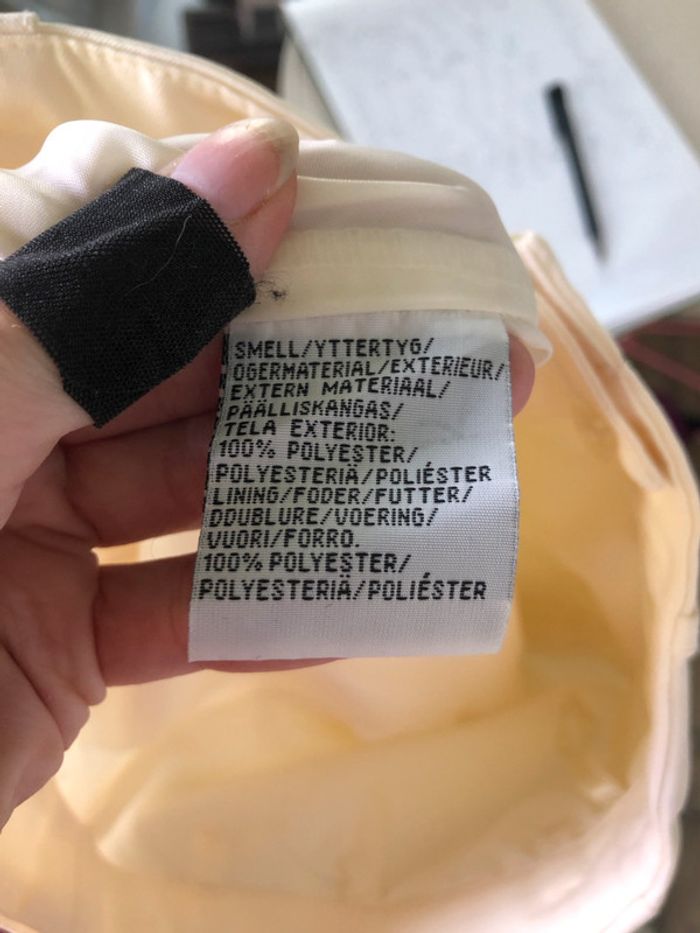 SMELL/YTTERTYG/
OGERMATERIAL/EXTERIEUR/
EXTERN MATERIAAL/
PÄÄLLISKANGAS/
TELA EXTERIOR:
100% POLYESTER/
POLYESTERIÄ/POLIÉSTER
LINING/FODER/FUTTER/
DDUBLURE/VOERING/
VUORI/FORRO.
100% POLYESTER/
POLYESTERIÄ/POLIÉSTER